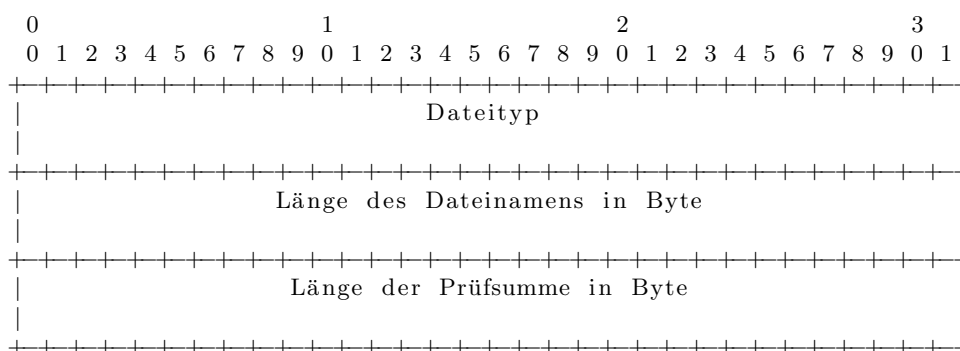 0 1 2 3
0 1 2 3 4 5 6 7 8 9 0 1 2 3 4 5 6 7 8 9 0 1 2 3 4 5 6 7 8 9 0 1
+-+-+-+-+-+-+-+-+-+-+-+-+-+-+-+-+-+-+-+-+-+-+-+-+-+-+-+-+-+-+-+-
| Dateityp
|
+-+-+-+-+-+-+-+-+-+-+-+-+-+-+-+-+-+-+-+-+-+-+-+-+-+-+-+-+-+-+-+-
| Länge des Dateinamens in Byte
|
+-+-+-+-+-+-+-+-+-+-+-+-+-+-+-+-+-+-+-+-+-+-+-+-+-+-+-+-+-+-+-+-
| Länge der Prüfsumme in Byte
|
+-+-+-+-+-+-+-+-+-+-+-+-+-+-+-+-+-+-+-+-+-+-+-+-+-+-+-+-+-+-+-+-